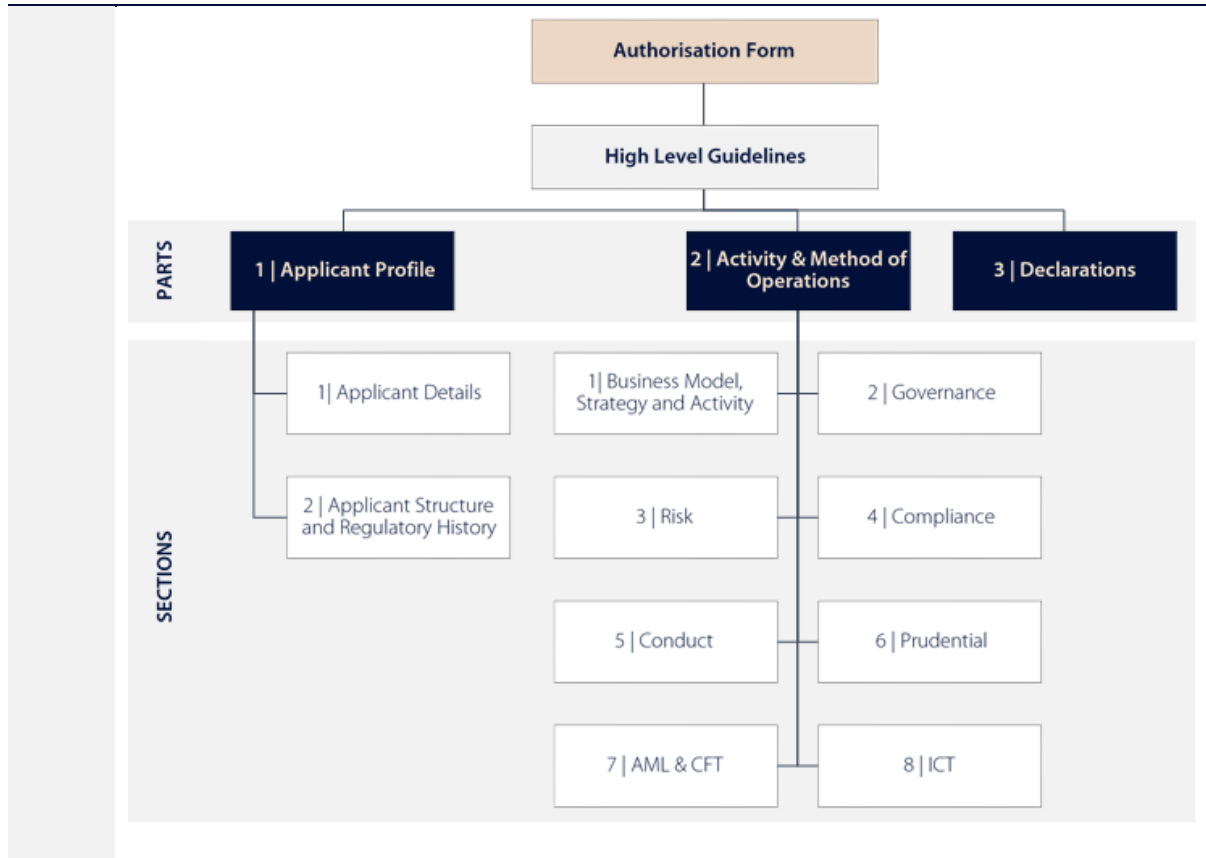 Authorisation Form
High Level Guidelines
PARTS
1 | Applicant Profile
2 | Activity & Method of
Operations
3 | Declarations
SECTIONS
1| Applicant Details
1| Business Model,
Strategy and Activity
2 | Governance
2 | Applicant Structure
and Regulatory History
3 | Risk
4 | Compliance
5 | Conduct
6 | Prudential
7 | AML & CFT
8 | ICT